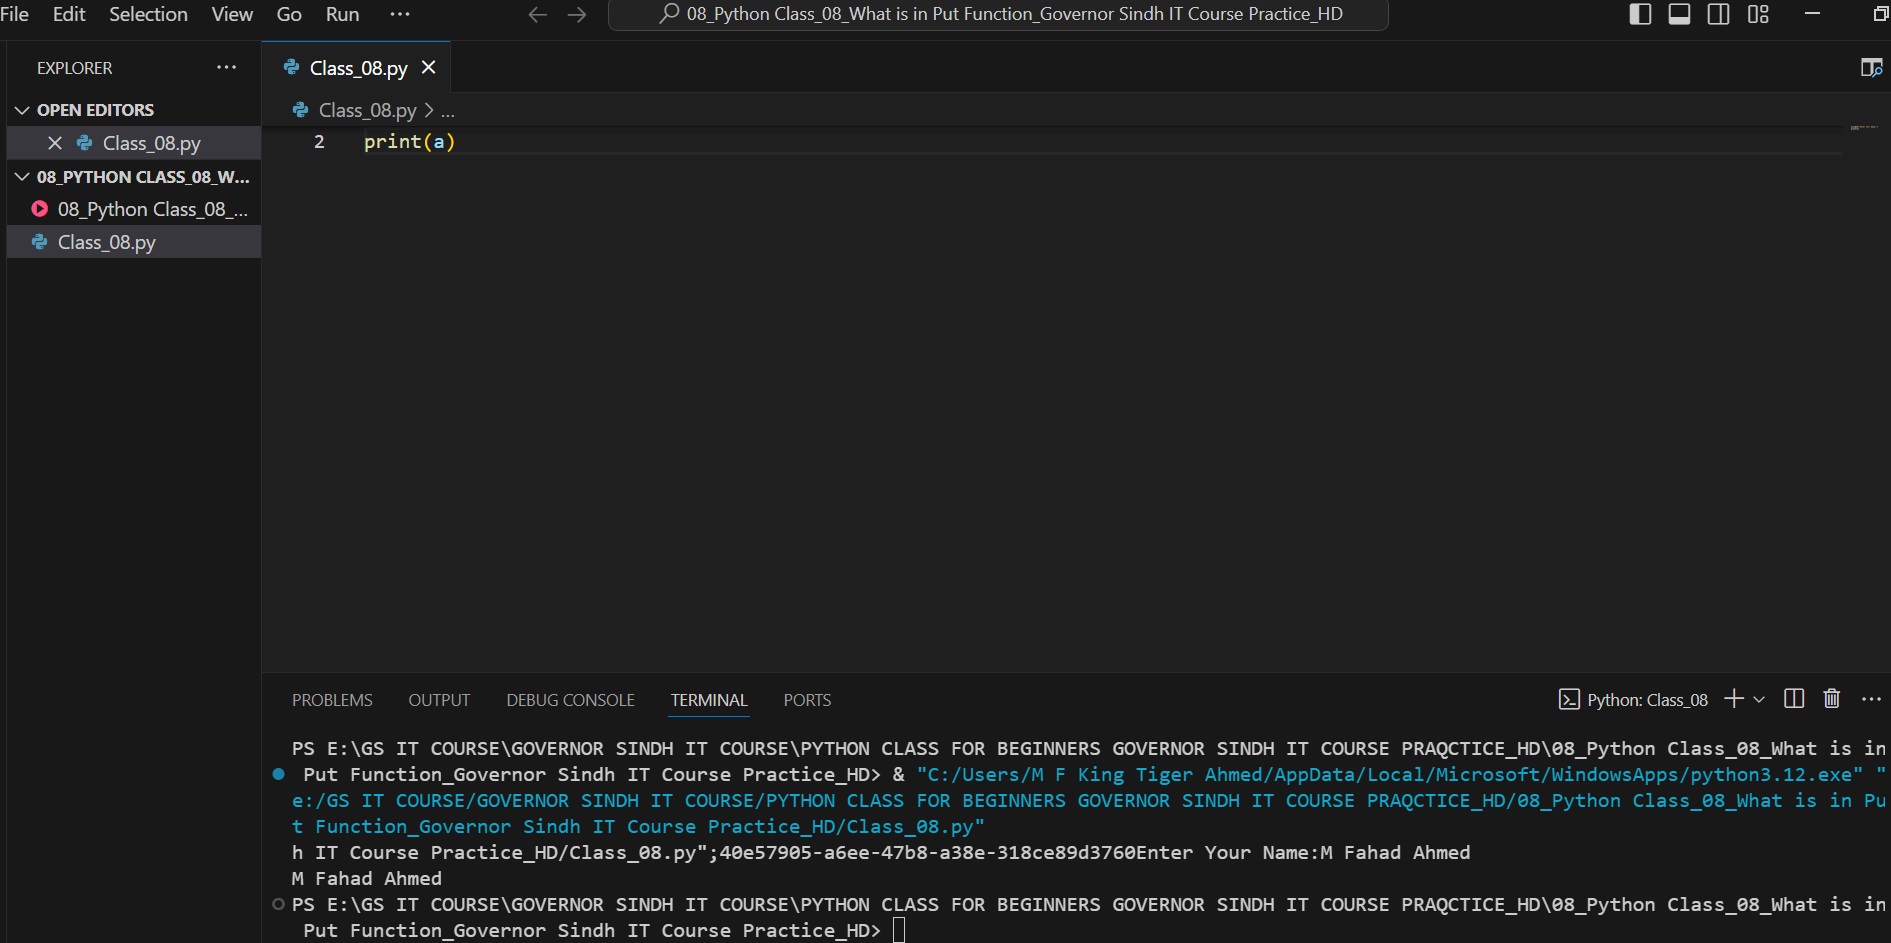 File Edit Selection View Go Run ...
08_Python Class_08_What is in Put Function_Governor Sindh IT Course Practice_HD
EXPLORER ...
Class_08.py
OPEN EDITORS
Class_08.py > ...
Class_08.py
2 print(a)
08_PYTHON CLASS_08_W...
08_Python Class_08_...
Class_08.py
PROBLEMS OUTPUT DEBUG CONSOLE TERMINAL PORTS
Python: Class_08
PS E:\GS IT COURSE\GOVERNOR SINDH IT COURSE\PYTHON CLASS FOR BEGINNERS GOVERNOR SINDH IT COURSE PRAQCTICE_HD\08_Python Class_08_What is in
Put Function_Governor Sindh IT Course Practice_HD> & "C:/Users/M F King Tiger Ahmed/AppData/Local/Microsoft/WindowsApps/python3.12.exe" "
e:/GS IT COURSE/GOVERNOR SINDH IT COURSE/PYTHON CLASS FOR BEGINNERS GOVERNOR SINDH IT COURSE PRAQCTICE_HD/08_Python Class_08_What is in Pu
t Function_Governor Sindh IT Course Practice_HD/Class_08.py"
h IT Course Practice_HD/Class_08.py";40e57905-a6ee-47b8-a38e-318ce89d3760Enter Your Name:M Fahad Ahmed
M Fahad Ahmed
PS E:\GS IT COURSE\GOVERNOR SINDH IT COURSE\PYTHON CLASS FOR BEGINNERS GOVERNOR SINDH IT COURSE PRAQCTICE_HD\08_Python Class_08_What is in
Put Function_Governor Sindh IT Course Practice_HD>